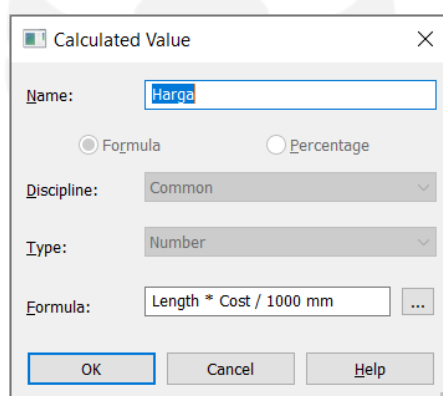 Calculated Value
Name: Harga
Formula Percentage
Discipline: Common
Type: Number
Formula: Length * Cost / 1000 mm ...
OK Cancel Help